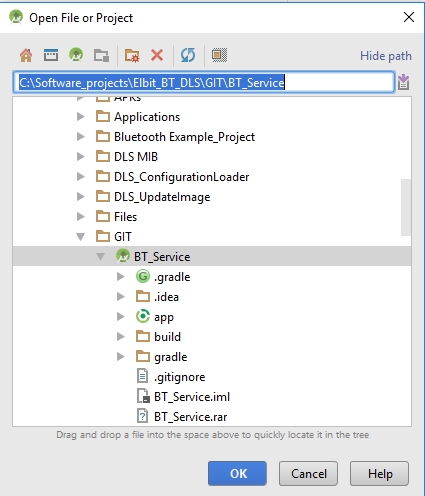 Open File or Project
Hide path
C:\Software_projects\Elbit_BT_DLS\GIT\BT_Service
APKs
Applications
Bluetooth Example_Project
DLS MIB
DLS_ConfigurationLoader
DLS_UpdateImage
Files
GIT
BT_Service
.gradle
.idea
app
build
gradle
.gitignore
BT_Service.iml
BT_Service.rar
Drag and drop a file into the space above to quickly locate it in the tree
OK Cancel Help